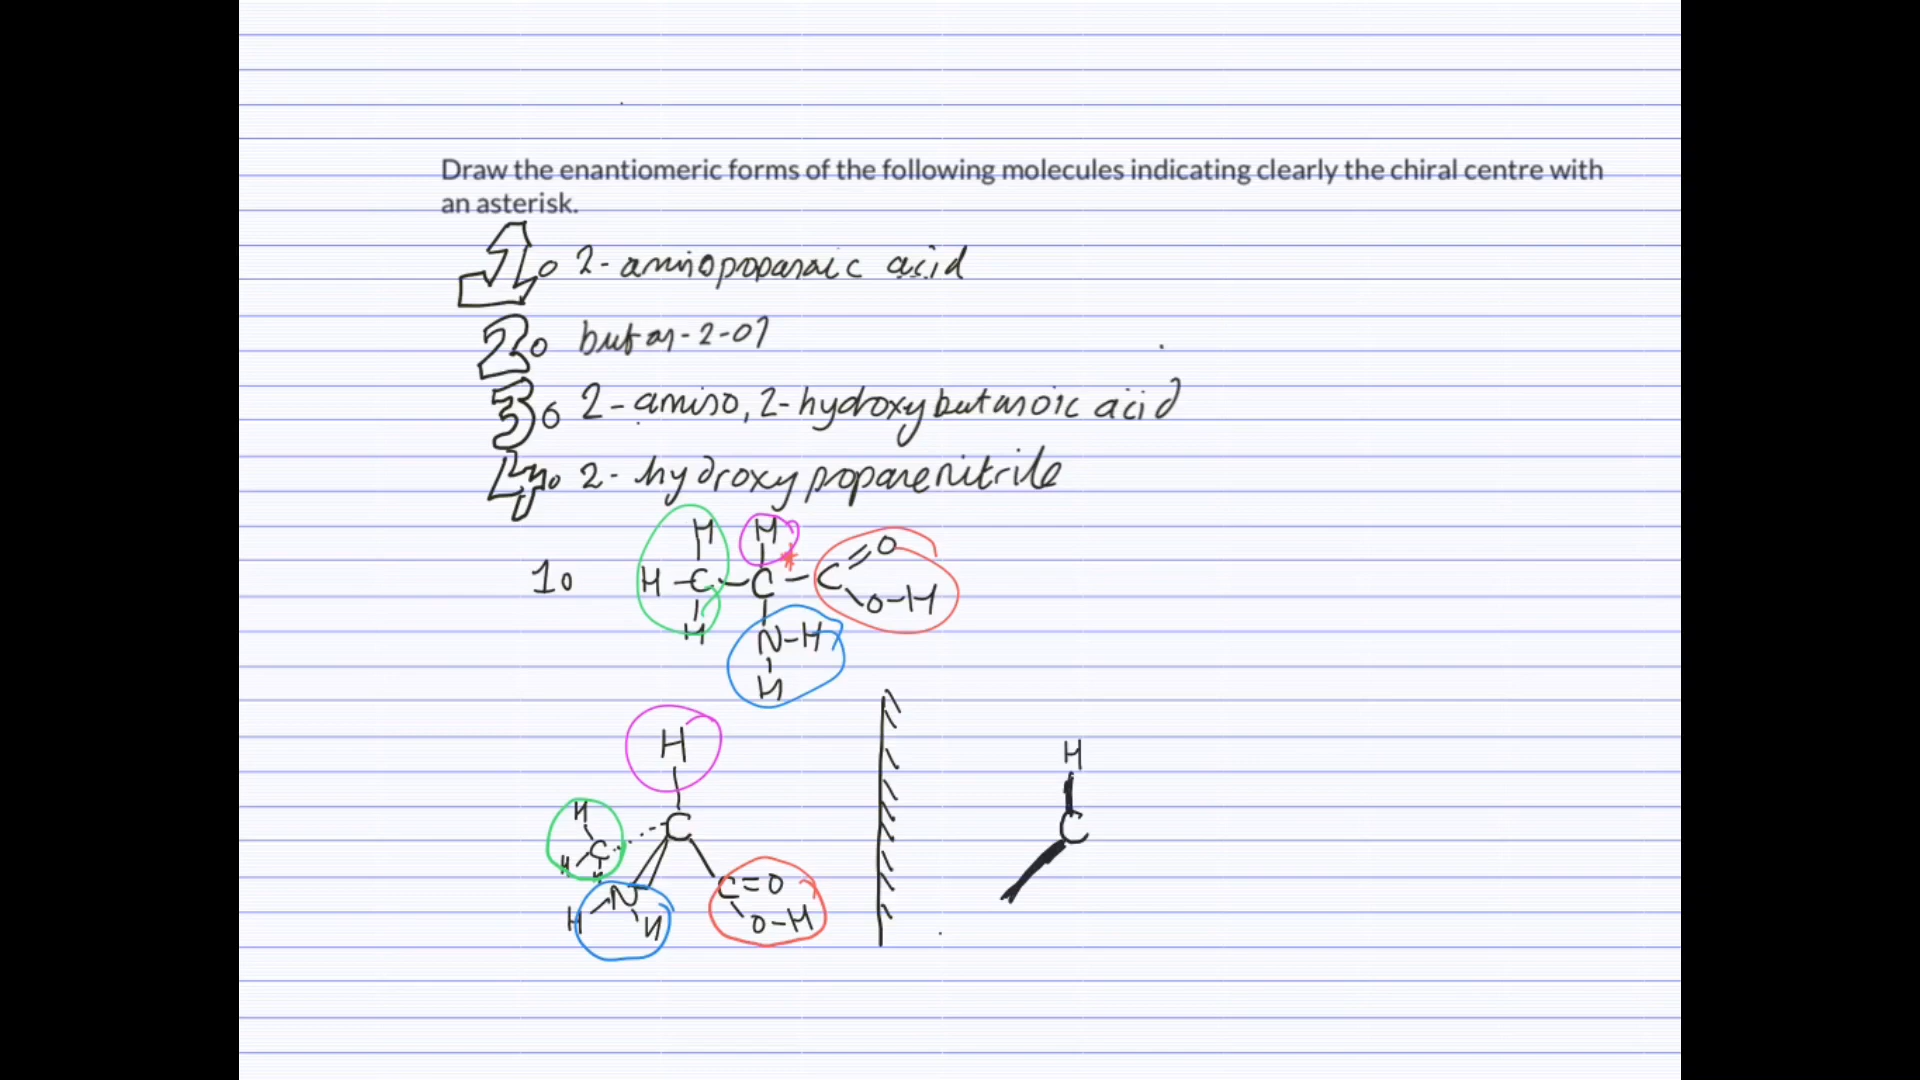 Draw the enantiomeric forms of the following molecules indicating clearly the chiral centre with
an asterisk.
1. 2-aminopropanoic acid
2. butan-2-ol
3. 2-amino, 2-hydroxybutanoic acid
4. 2-hydroxypropanenitrile
H H O
1. H-C-C*-C
O-H
H N-H
H
H
H
H
C C C
H H
N C=O
H H O-H